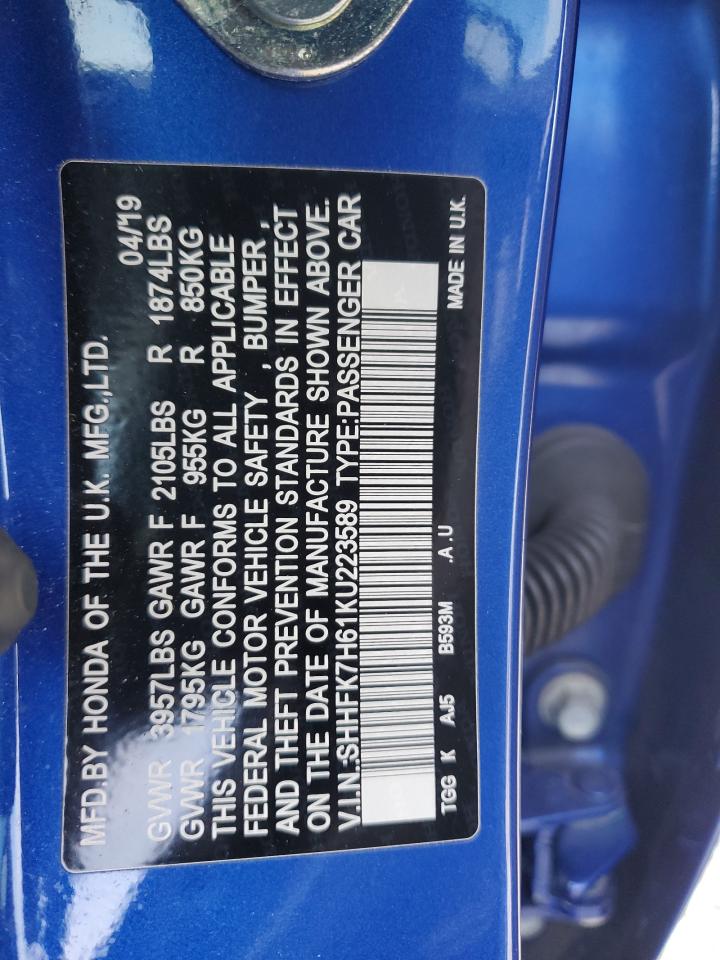 MFD.BY HONDA OF THE U.K. MFG.,LTD. 04/19
GVWR 3957LBS GAWR F 2105LBS R 1874LBS
GVWR 1795KG GAWR F 955KG R 850KG
THIS VEHICLE CONFORMS TO ALL APPLICABLE
FEDERAL MOTOR VEHICLE SAFETY , BUMPER ,
AND THEFT PREVENTION STANDARDS IN EFFECT
ON THE DATE OF MANUFACTURE SHOWN ABOVE.
V.I.N.:SHHFK7H61KU223589 TYPE:PASSENGER CAR
TGG K AJ5 B593M .A .U MADE IN U.K.